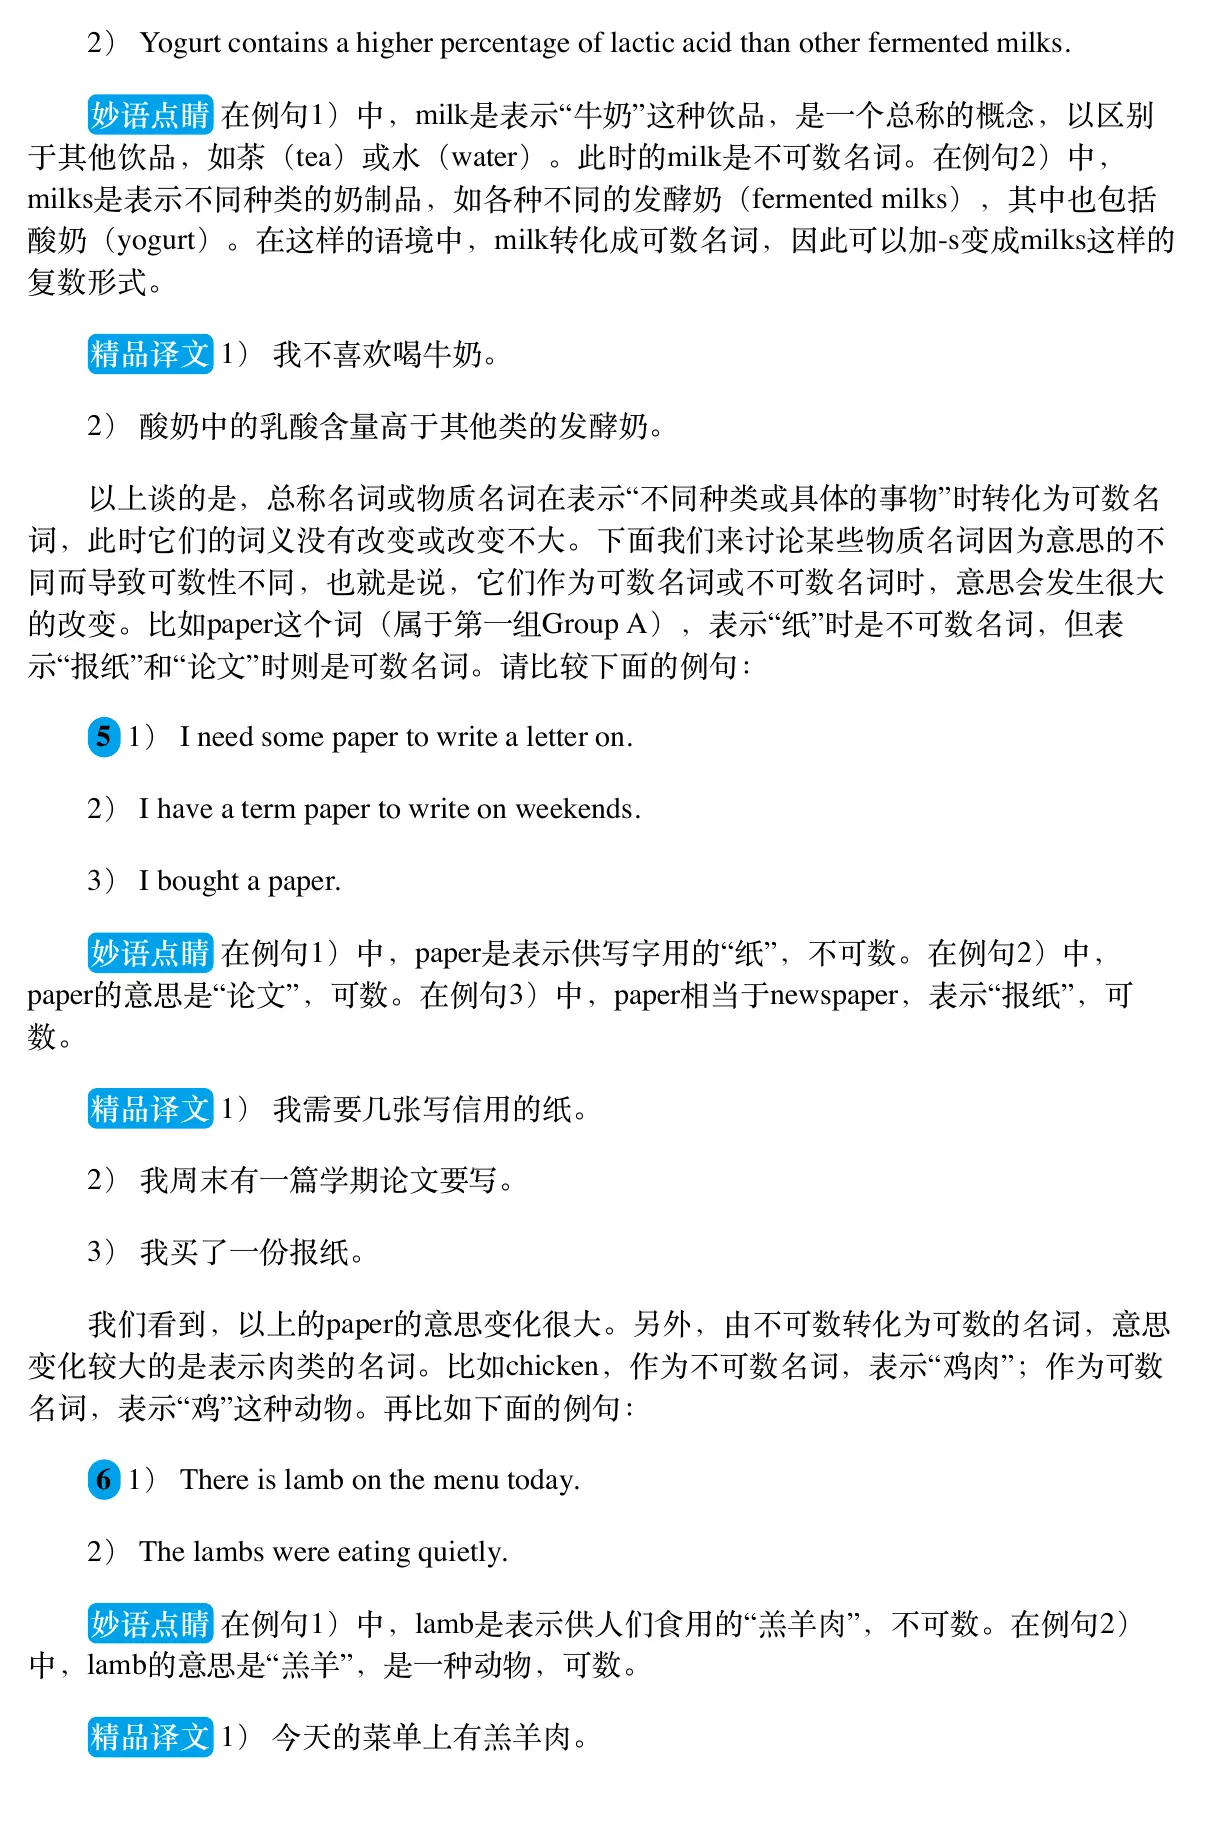 2） Yogurt contains a higher percentage of lactic acid than other fermented milks.
妙语点睛 在例句1）中，milk是表示“牛奶”这种饮品，是一个总称的概念，以区别
于其他饮品，如茶（tea）或水（water）。此时的milk是不可数名词。在例句2）中，
milks是表示不同种类的奶制品，如各种不同的发酵奶（fermented milks），其中也包括
酸奶（yogurt）。在这样的语境中，milk转化成可数名词，因此可以加-s变成milks这样的
复数形式。
精品译文 1） 我不喜欢喝牛奶。
2） 酸奶中的乳酸含量高于其他类的发酵奶。
以上谈的是，总称名词或物质名词在表示“不同种类或具体的事物”时转化为可数名
词，此时它们的词义没有改变或改变不大。下面我们来讨论某些物质名词因为意思的不
同而导致可数性不同，也就是说，它们作为可数名词或不可数名词时，意思会发生很大
的改变。比如paper这个词（属于第一组Group A），表示“纸”时是不可数名词，但表
示“报纸”和“论文”时则是可数名词。请比较下面的例句：
5 1） I need some paper to write a letter on.
2） I have a term paper to write on weekends.
3） I bought a paper.
妙语点睛 在例句1）中，paper是表示供写字用的“纸”，不可数。在例句2）中，
paper的意思是“论文”，可数。在例句3）中，paper相当于newspaper，表示“报纸”，可
数。
精品译文 1） 我需要几张写信用的纸。
2） 我周末有一篇学期论文要写。
3） 我买了一份报纸。
我们看到，以上的paper的意思变化很大。另外，由不可数转化为可数的名词，意思
变化较大的是表示肉类的名词。比如chicken，作为不可数名词，表示“鸡肉”；作为可数
名词，表示“鸡”这种动物。再比如下面的例句：
6 1） There is lamb on the menu today.
2） The lambs were eating quietly.
妙语点睛 在例句1）中，lamb是表示供人们食用的“羔羊肉”，不可数。在例句2）
中，lamb的意思是“羔羊”，是一种动物，可数。
精品译文 1） 今天的菜单上有羔羊肉。